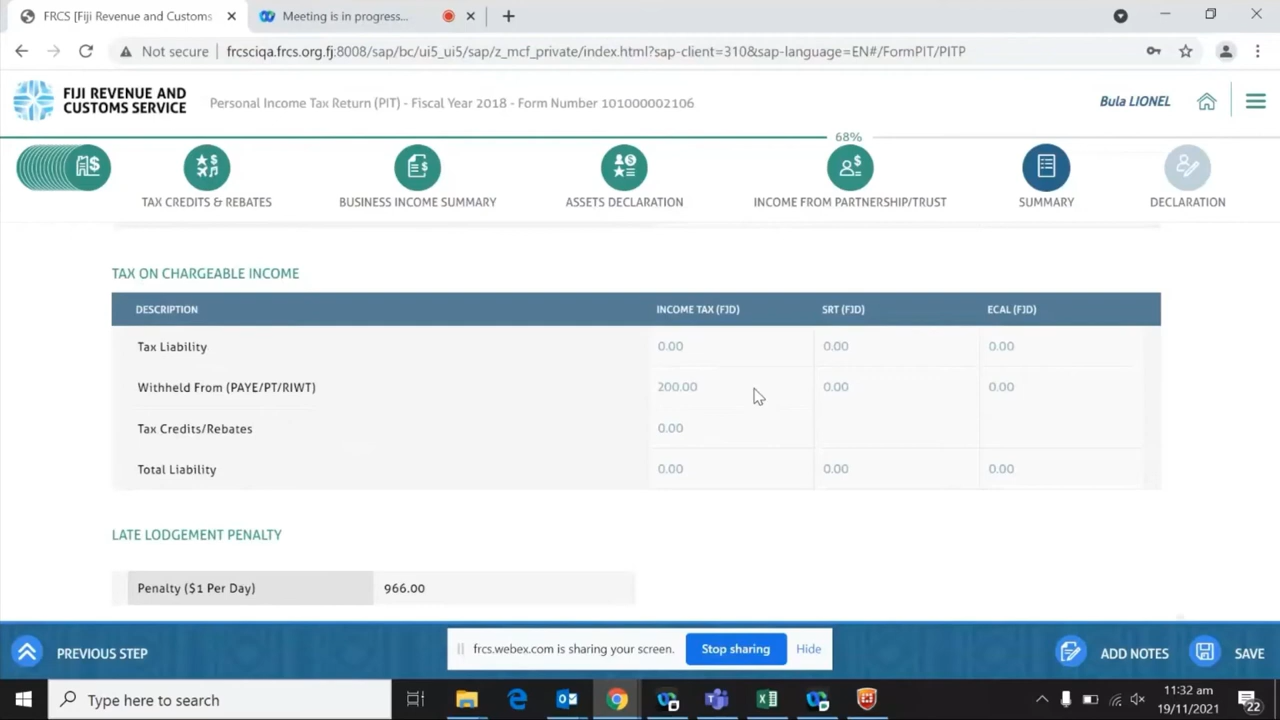 FRCS [Fiji Revenue and Customs
Meeting is in progress...
Not secure
frcsciqa.frcs.org.fj:8008/sap/bc/ui5_ui5/sap/z_mcf_private/index.html?sap-client=310&sap-language=EN#/FormPIT/PITP
FIJI REVENUE AND
CUSTOMS SERVICE
Personal Income Tax Return (PIT) - Fiscal Year 2018 - Form Number 101000002106
Bula LIONEL
68%
TAX CREDITS & REBATES
BUSINESS INCOME SUMMARY
ASSETS DECLARATION
INCOME FROM PARTNERSHIP/TRUST
SUMMARY
DECLARATION
TAX ON CHARGEABLE INCOME
DESCRIPTION INCOME TAX (FJD) SRT (FJD) ECAL (FJD)
Tax Liability 0.00 0.00 0.00
Withheld From (PAYE/PT/RIWT) 200.00 0.00 0.00
Tax Credits/Rebates 0.00
Total Liability 0.00 0.00 0.00
LATE LODGEMENT PENALTY
Penalty ($1 Per Day) 966.00
PREVIOUS STEP
frcs.webex.com is sharing your screen.
Stop sharing
Hide
ADD NOTES
SAVE
Type here to search
11:32 am
19/11/2021
22